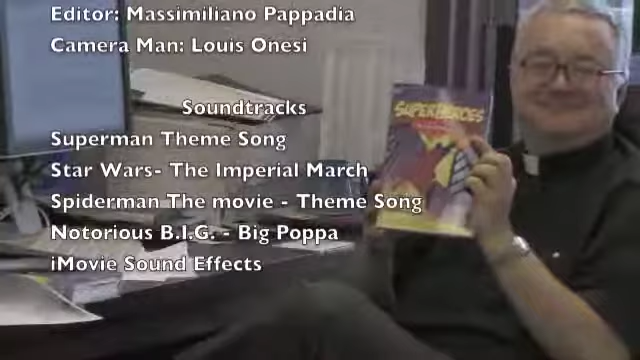 Editor: Massimiliano Pappadia
Camera Man: Louis Onesi
Soundtracks
Superman Theme Song
Star Wars- The Imperial March
Spiderman The movie - Theme Song
Notorious B.I.G. - Big Poppa
iMovie Sound Effects
SUPERHEROES